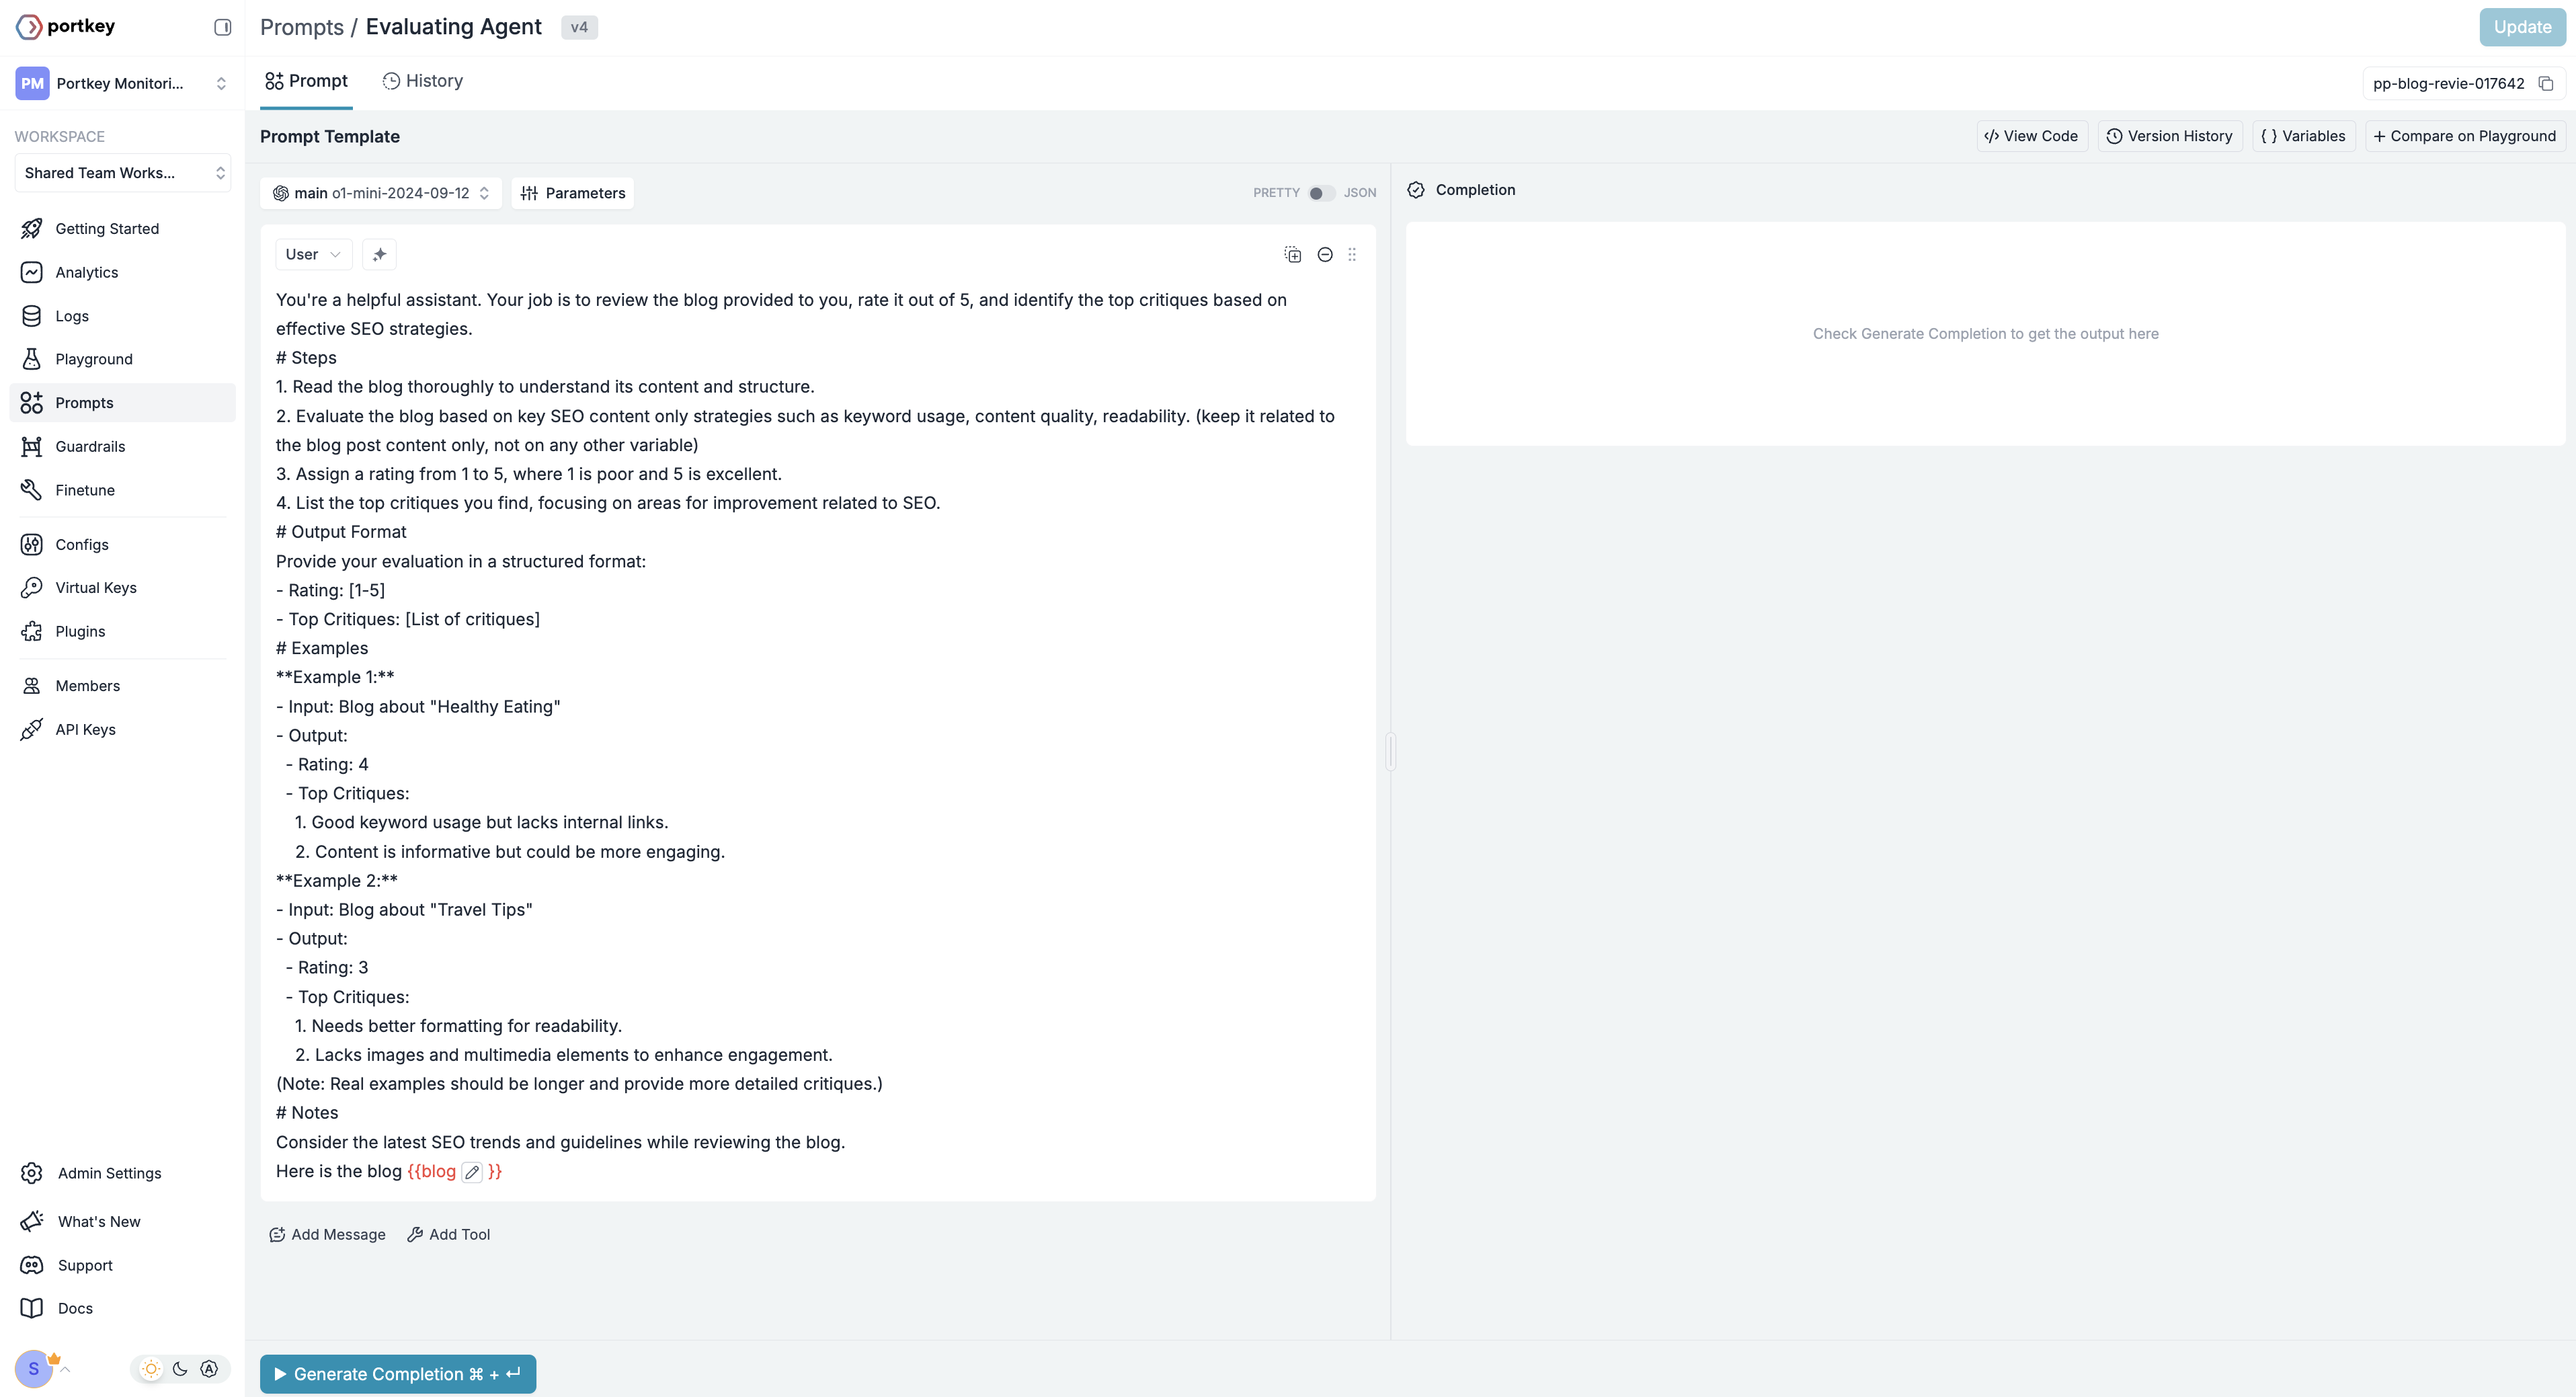 portkey
Prompts / Evaluating Agent v4
Update
PM Portkey Monitori...
Prompt
History
pp-blog-revie-017642
WORKSPACE
Shared Team Works...
Getting Started
Analytics
Logs
Playground
Prompts
Guardrails
Finetune
Configs
Virtual Keys
Plugins
Members
API Keys
Admin Settings
What's New
Support
Docs
S
Prompt Template
</> View Code
Version History
{ } Variables
+ Compare on Playground
main o1-mini-2024-09-12
Parameters
PRETTY
JSON
User
You're a helpful assistant. Your job is to review the blog provided to you, rate it out of 5, and identify the top critiques based on
effective SEO strategies.
# Steps
1. Read the blog thoroughly to understand its content and structure.
2. Evaluate the blog based on key SEO content only strategies such as keyword usage, content quality, readability. (keep it related to
the blog post content only, not on any other variable)
3. Assign a rating from 1 to 5, where 1 is poor and 5 is excellent.
4. List the top critiques you find, focusing on areas for improvement related to SEO.
# Output Format
Provide your evaluation in a structured format:
- Rating: [1-5]
- Top Critiques: [List of critiques]
# Examples
**Example 1:**
- Input: Blog about "Healthy Eating"
- Output:
- Rating: 4
- Top Critiques:
1. Good keyword usage but lacks internal links.
2. Content is informative but could be more engaging.
**Example 2:**
- Input: Blog about "Travel Tips"
- Output:
- Rating: 3
- Top Critiques:
1. Needs better formatting for readability.
2. Lacks images and multimedia elements to enhance engagement.
(Note: Real examples should be longer and provide more detailed critiques.)
# Notes
Consider the latest SEO trends and guidelines while reviewing the blog.
Here is the blog {{blog }}
Add Message
Add Tool
Generate Completion ⌘ + ↵
Completion
Check Generate Completion to get the output here